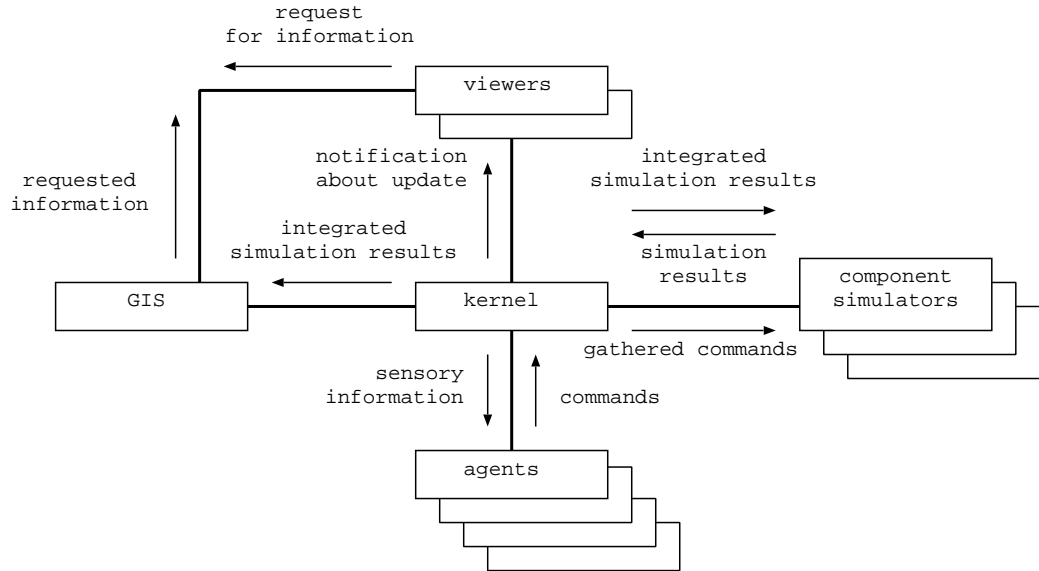 request
for information
viewers
notification
about update
integrated
simulation results
requested
information
integrated
simulation results
simulation
results
GIS
kernel
component
simulators
gathered commands
sensory
information
commands
agents